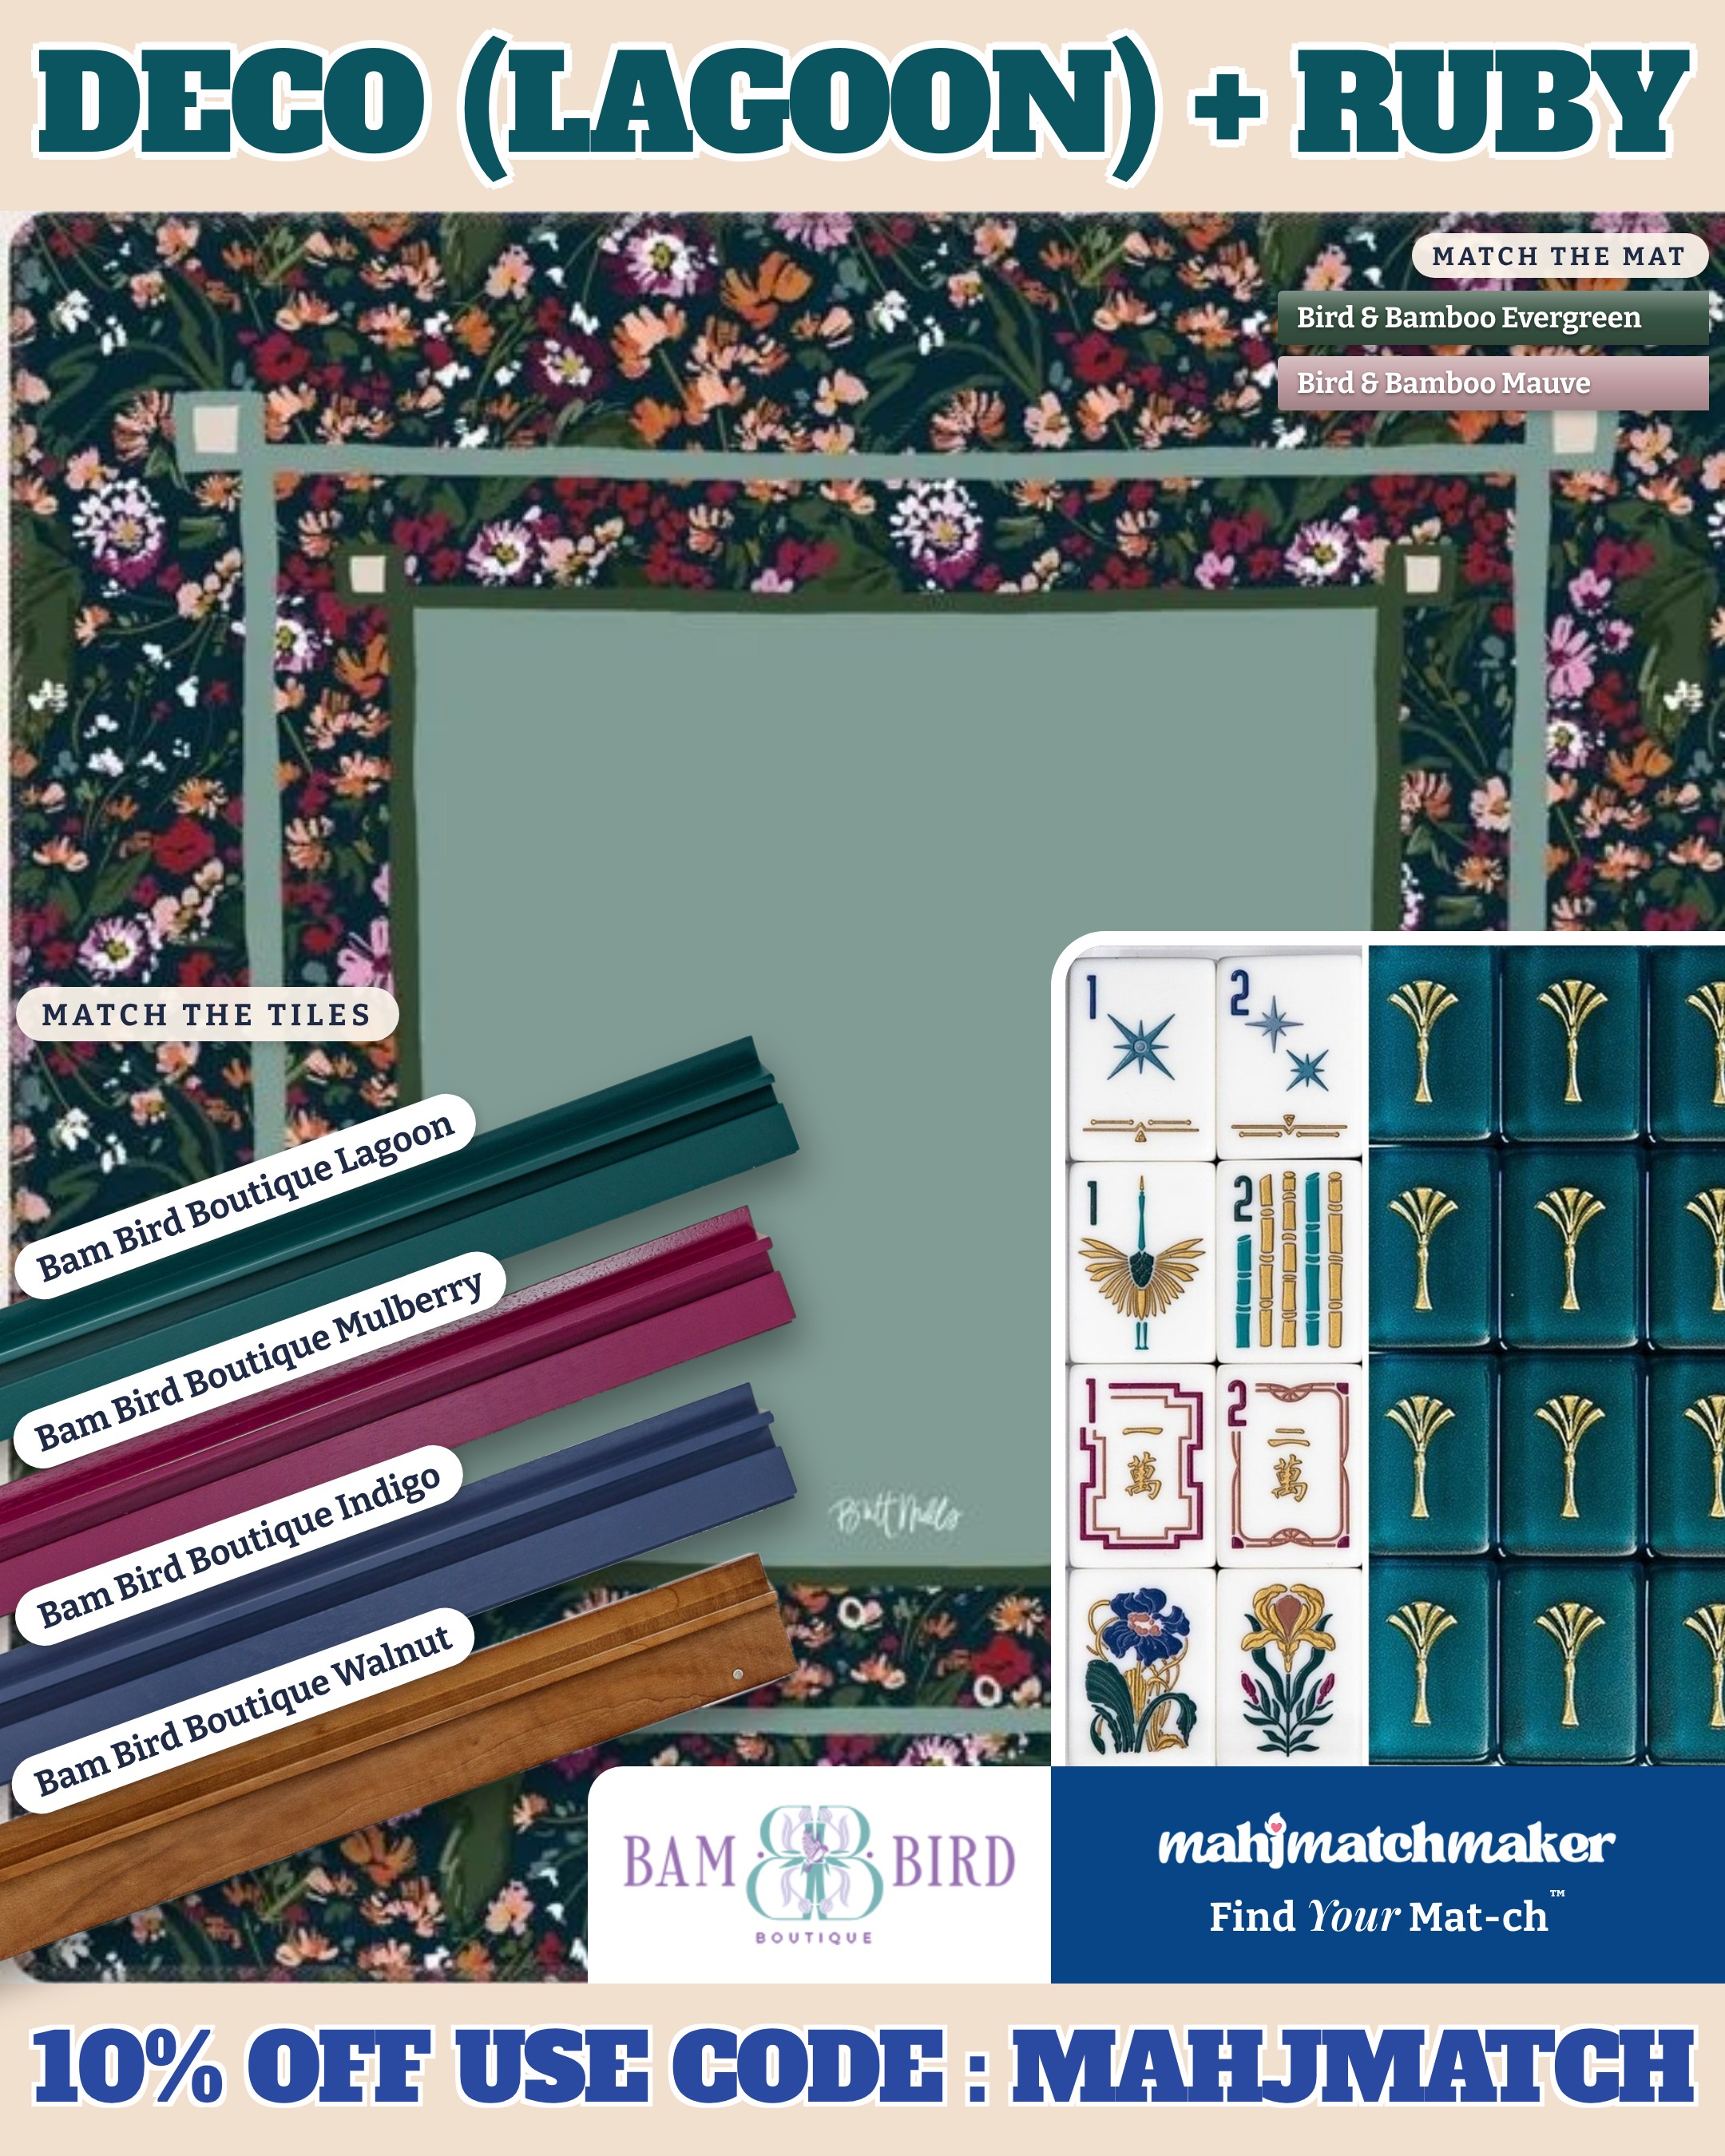 DECO (LAGOON) + RUBY
MATCH THE MAT
Bird & Bamboo Evergreen
Bird & Bamboo Mauve
MATCH THE TILES
Bam Bird Boutique Lagoon
Bam Bird Boutique Mulberry
Bam Bird Boutique Indigo
Bam Bird Boutique Walnut
1 2
1 2
1 2
一 二
萬 萬
BAM BIRD
BOUTIQUE
mahjmatchmaker
Find Your Mat-ch™
10% OFF USE CODE : MAHJMATCH